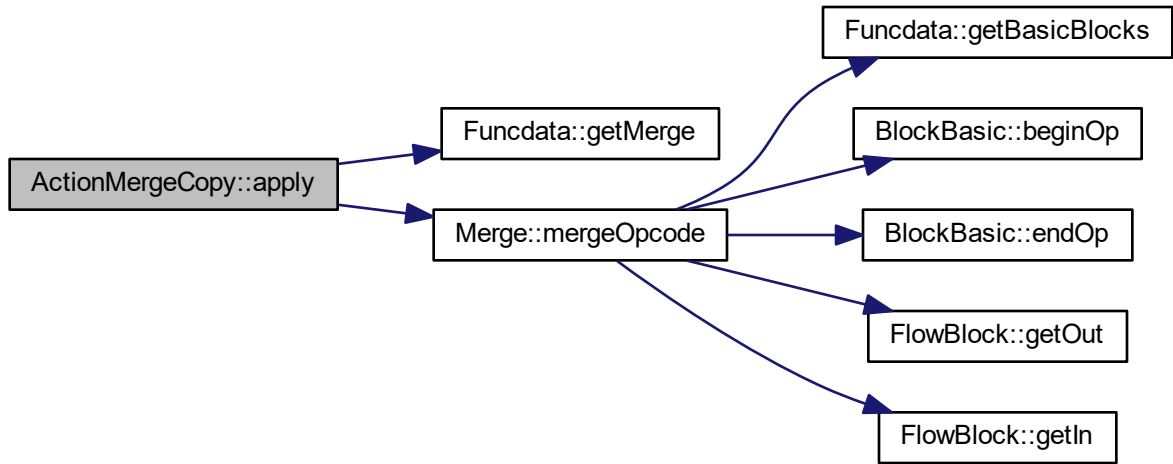 ActionMergeCopy::apply
Funcdata::getMerge
Merge::mergeOpcode
Funcdata::getBasicBlocks
BlockBasic::beginOp
BlockBasic::endOp
FlowBlock::getOut
FlowBlock::getIn